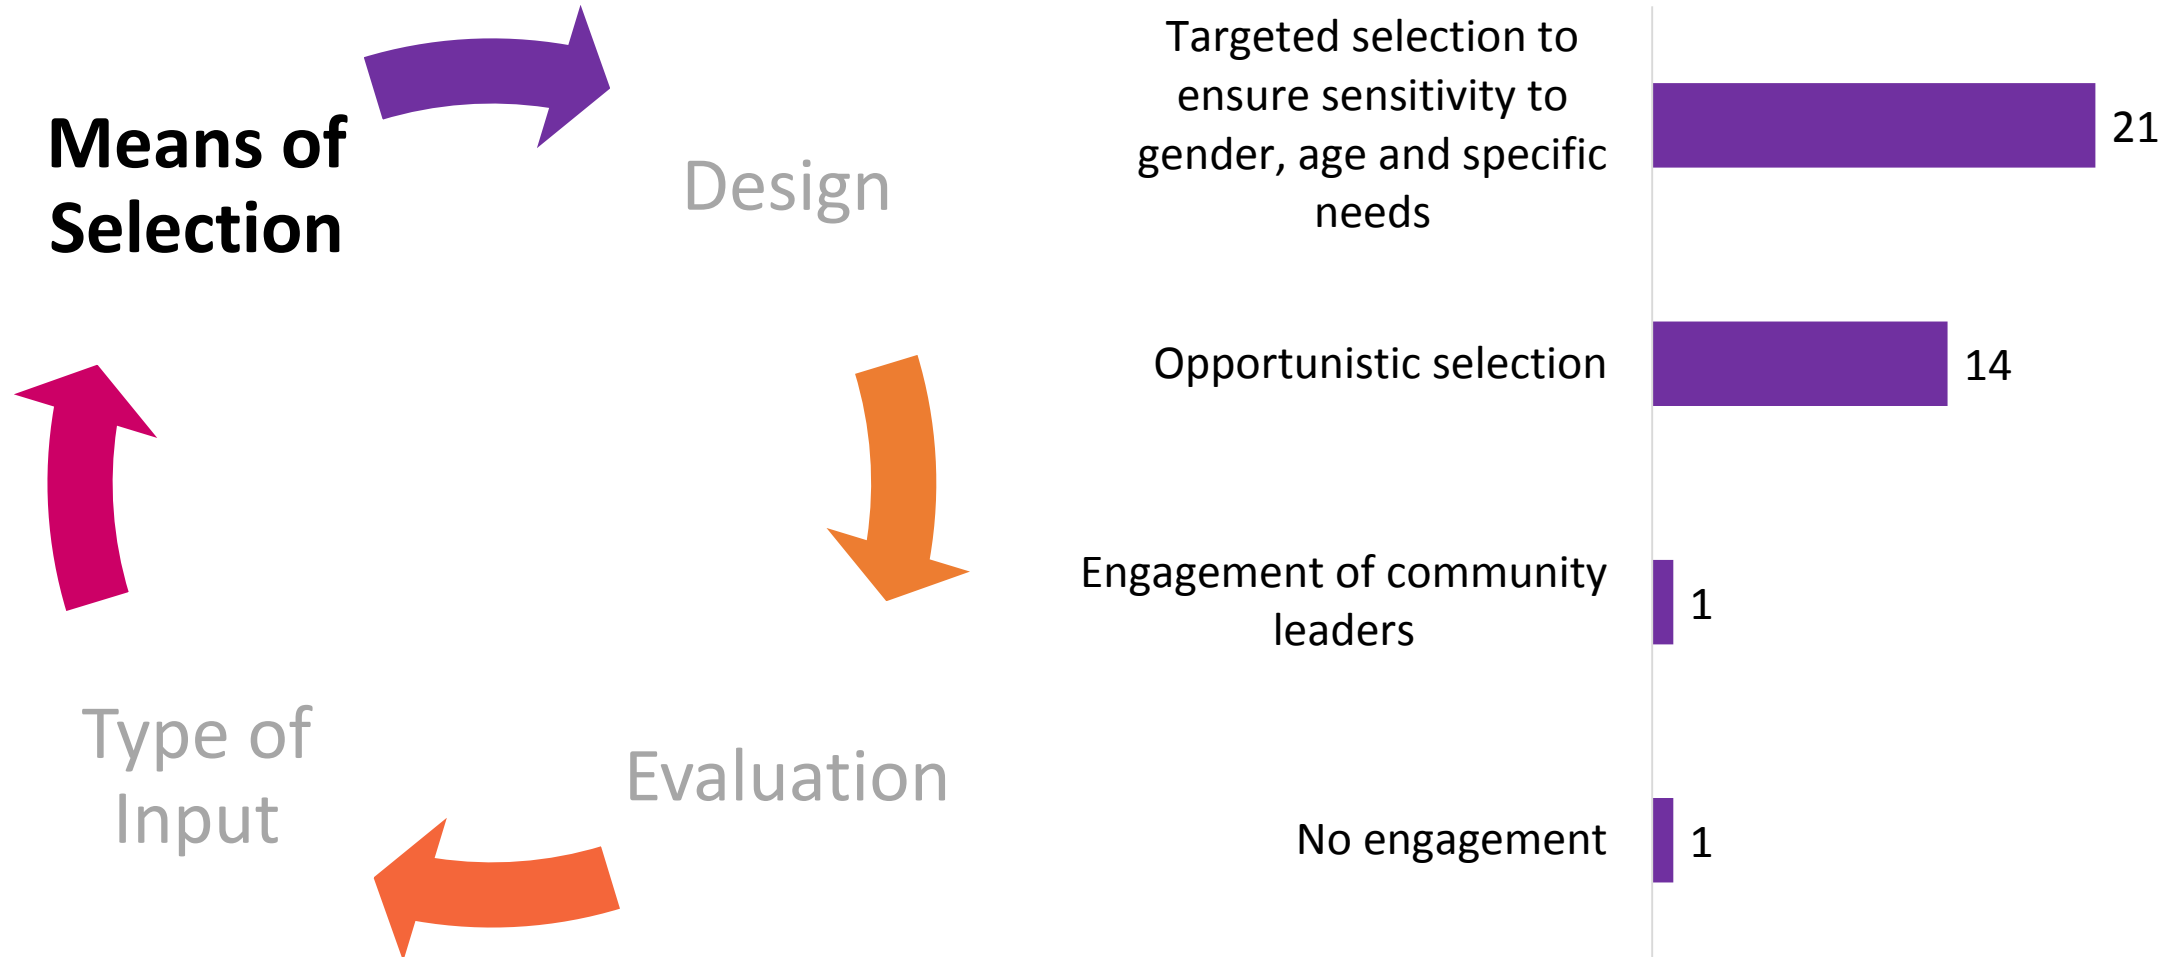 Means of
Selection
Design
Evaluation
Type of
Input
Targeted selection to
ensure sensitivity to
gender, age and specific
needs
21
Opportunistic selection
14
Engagement of community
leaders
1
No engagement
1